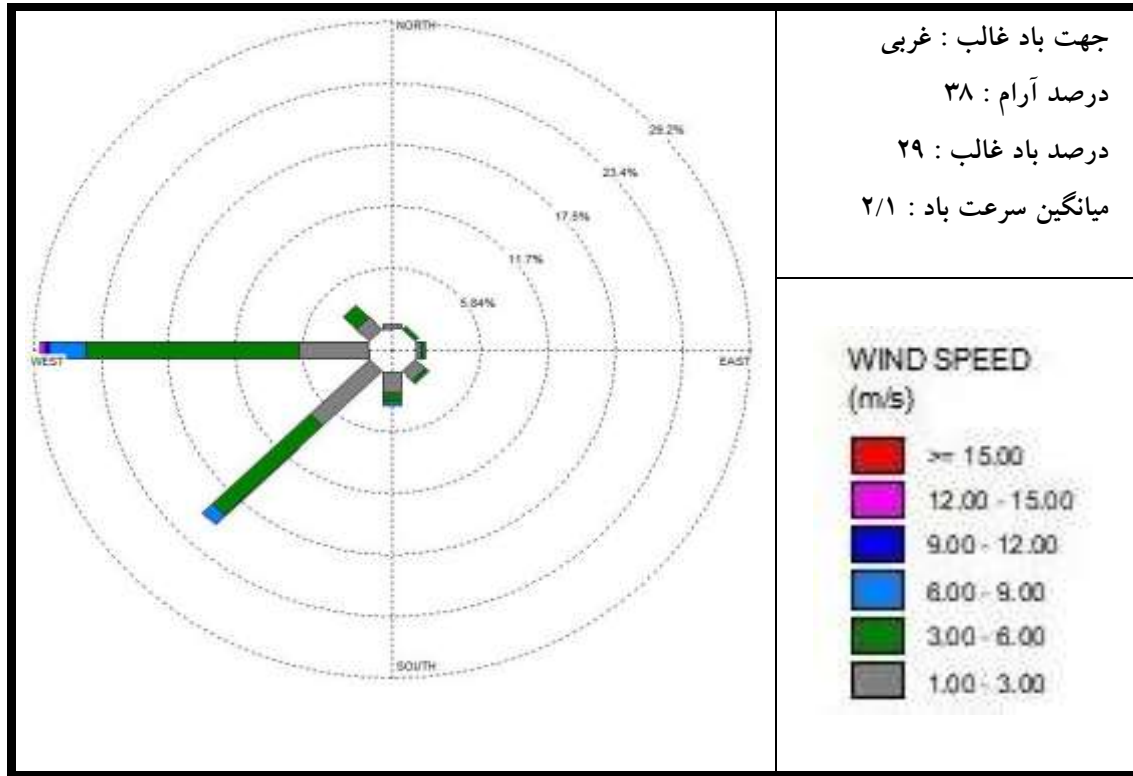 NORTH
29.2%
23.4%
17.5%
11.7%
5.84%
WEST
EAST
SOUTH
جهت باد غالب : غربی
درصد آرام : ۳۸
درصد باد غالب : ۲۹
میانگین سرعت باد : ۲/۱
WIND SPEED
(m/s)
>= 15.00
12.00 - 15.00
9.00 - 12.00
6.00 - 9.00
3.00 - 6.00
1.00 - 3.00